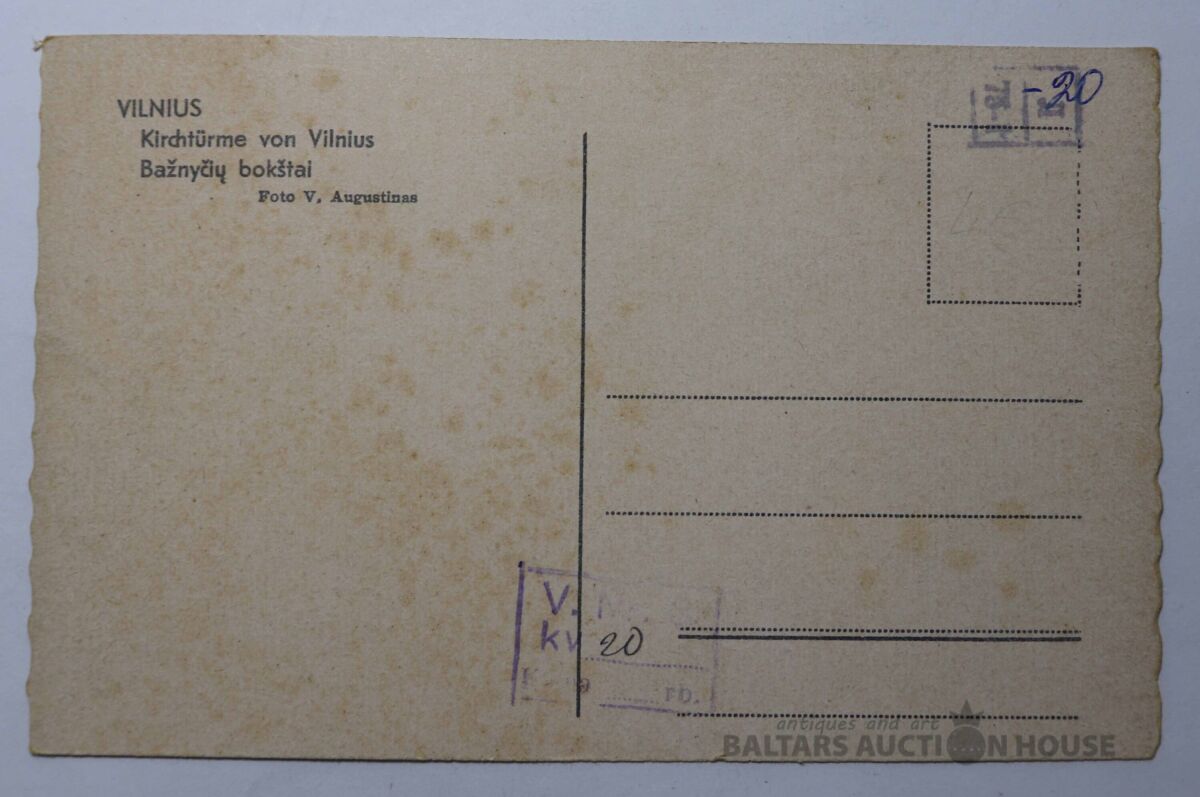 VILNIUS
Kirchtürme von Vilnius
Bažnyčių bokštai
Foto V. Augustinas
-20
V.
kv 20
rb.
antiques and art
BALTARS AUCTION HOUSE